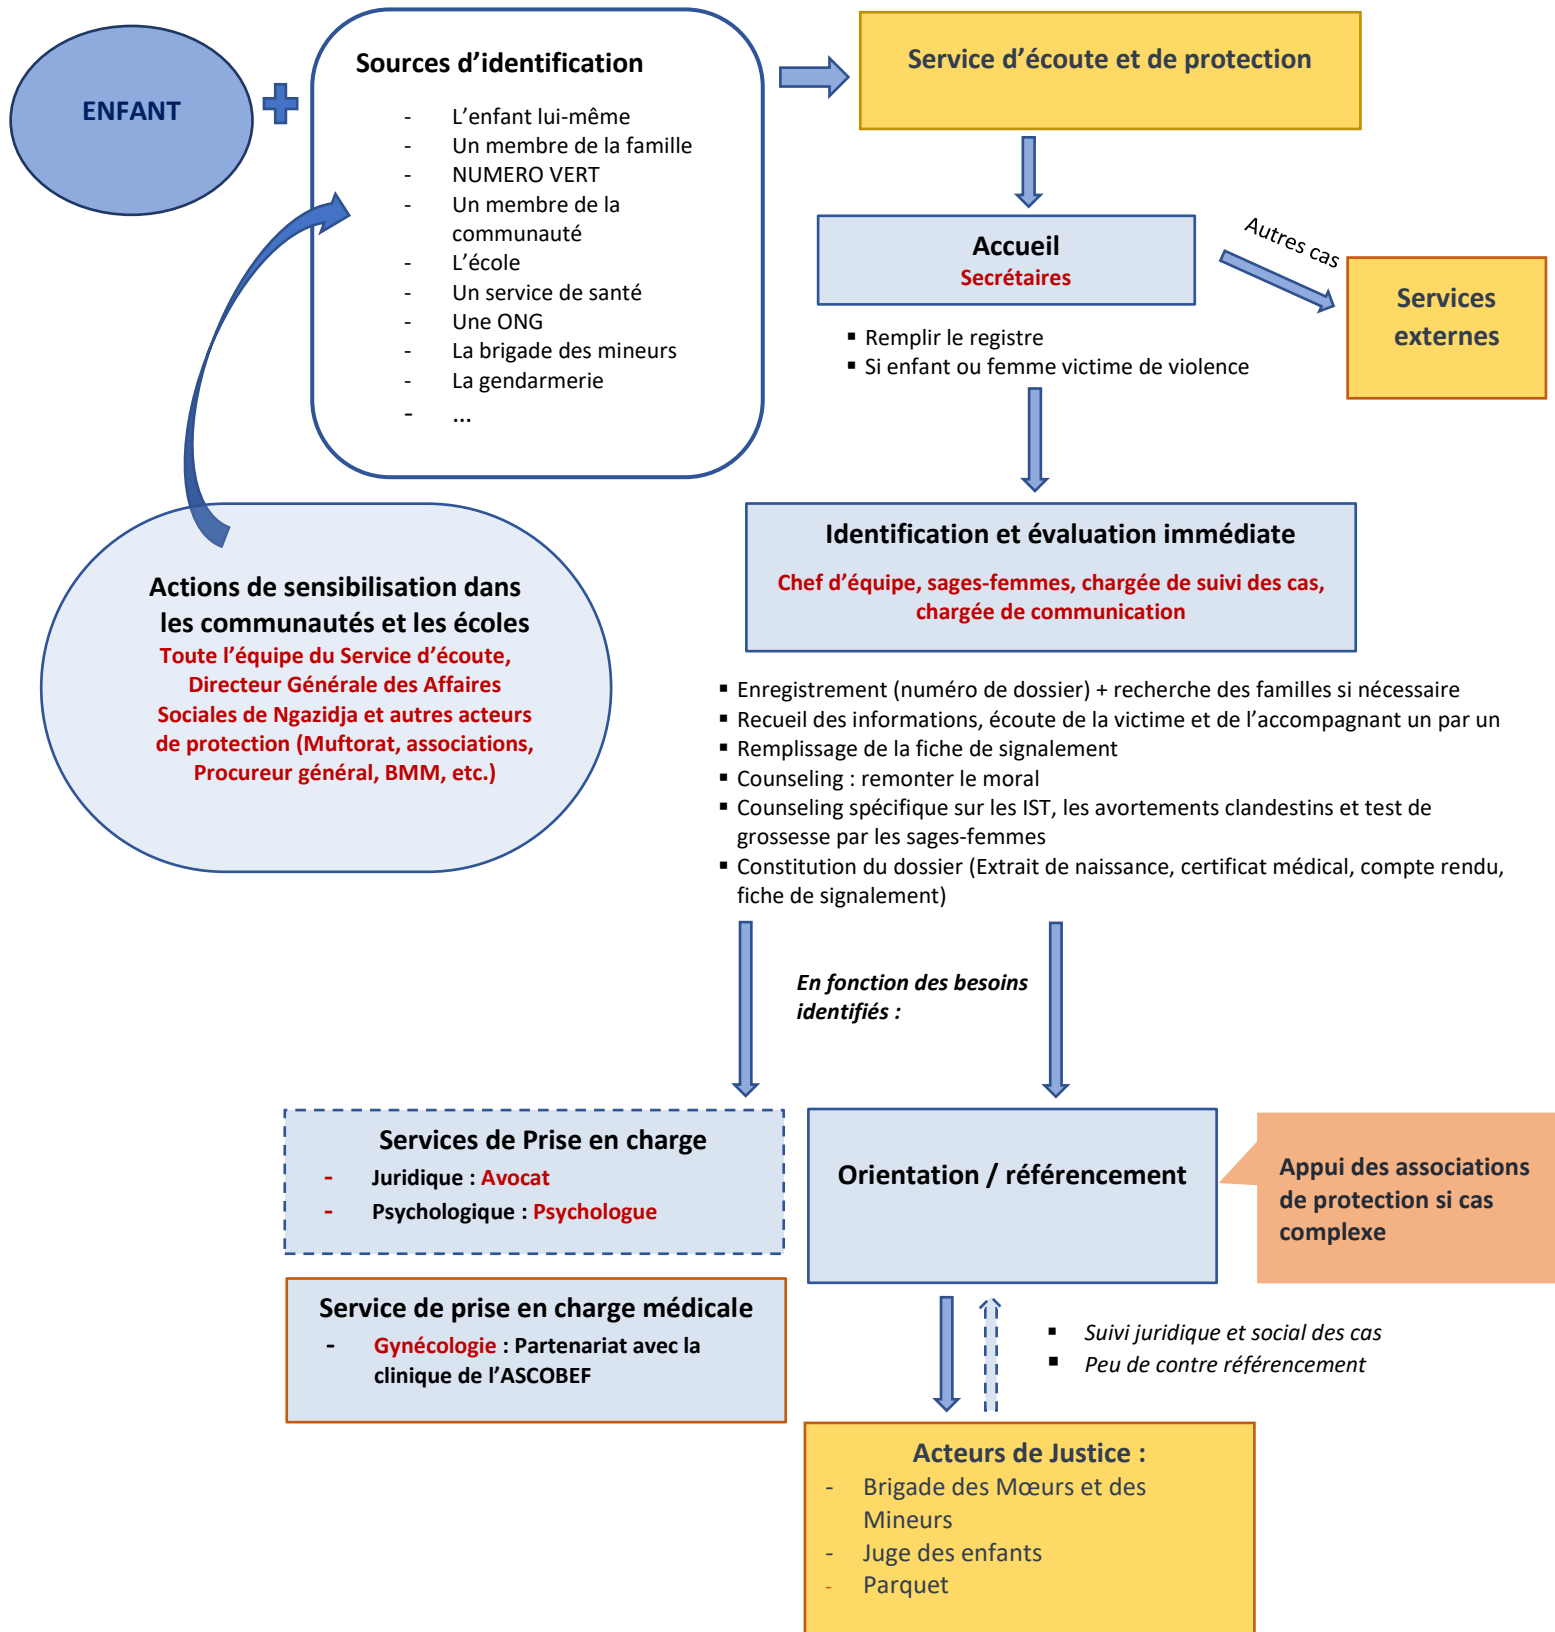 ENFANT
Sources d’identification
- L’enfant lui-même
- Un membre de la famille
- NUMERO VERT
- Un membre de la
communauté
- L’école
- Un service de santé
- Une ONG
- La brigade des mineurs
- La gendarmerie
- ...
Service d’écoute et de protection
Accueil
Secrétaires
Autres cas
Services
externes
▪ Remplir le registre
▪ Si enfant ou femme victime de violence
Actions de sensibilisation dans
les communautés et les écoles
Toute l’équipe du Service d’écoute,
Directeur Générale des Affaires
Sociales de Ngazidja et autres acteurs
de protection (Muftorat, associations,
Procureur général, BMM, etc.)
Identification et évaluation immédiate
Chef d’équipe, sages-femmes, chargée de suivi des cas,
chargée de communication
▪ Enregistrement (numéro de dossier) + recherche des familles si nécessaire
▪ Recueil des informations, écoute de la victime et de l’accompagnant un par un
▪ Remplissage de la fiche de signalement
▪ Counseling : remonter le moral
▪ Counseling spécifique sur les IST, les avortements clandestins et test de
grossesse par les sages-femmes
▪ Constitution du dossier (Extrait de naissance, certificat médical, compte rendu,
fiche de signalement)
En fonction des besoins
identifiés :
Services de Prise en charge
- Juridique : Avocat
- Psychologique : Psychologue
Service de prise en charge médicale
- Gynécologie : Partenariat avec la
clinique de l’ASCOBEF
Orientation / référencement
Appui des associations
de protection si cas
complexe
▪ Suivi juridique et social des cas
▪ Peu de contre référencement
Acteurs de Justice :
- Brigade des Mœurs et des
Mineurs
- Juge des enfants
- Parquet